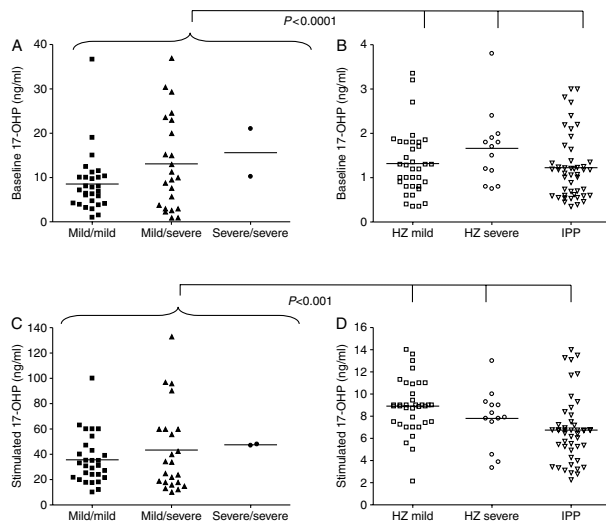 P<0.0001
A
B
Baseline 17-OHP (ng/ml)
40
30
20
10
0
Mild/mild
Mild/severe
Severe/severe
Baseline 17-OHP (ng/ml)
4
3
2
1
0
HZ mild
HZ severe
IPP
P<0.001
C
D
Stimulated 17-OHP (ng/ml)
140
120
100
80
60
40
20
0
Mild/mild
Mild/severe
Severe/severe
Stimulated 17-OHP (ng/ml)
16
14
12
10
8
6
4
2
0
HZ mild
HZ severe
IPP